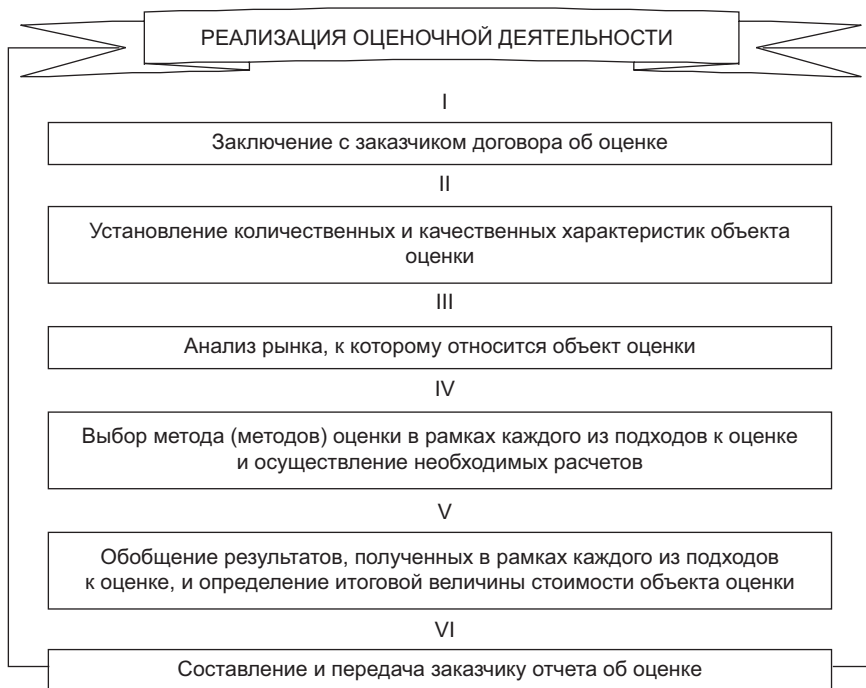 РЕАЛИЗАЦИЯ ОЦЕНОЧНОЙ ДЕЯТЕЛЬНОСТИ
I
Заключение с заказчиком договора об оценке
II
Установление количественных и качественных характеристик объекта
оценки
III
Анализ рынка, к которому относится объект оценки
IV
Выбор метода (методов) оценки в рамках каждого из подходов к оценке
и осуществление необходимых расчетов
V
Обобщение результатов, полученных в рамках каждого из подходов
к оценке, и определение итоговой величины стоимости объекта оценки
VI
Составление и передача заказчику отчета об оценке